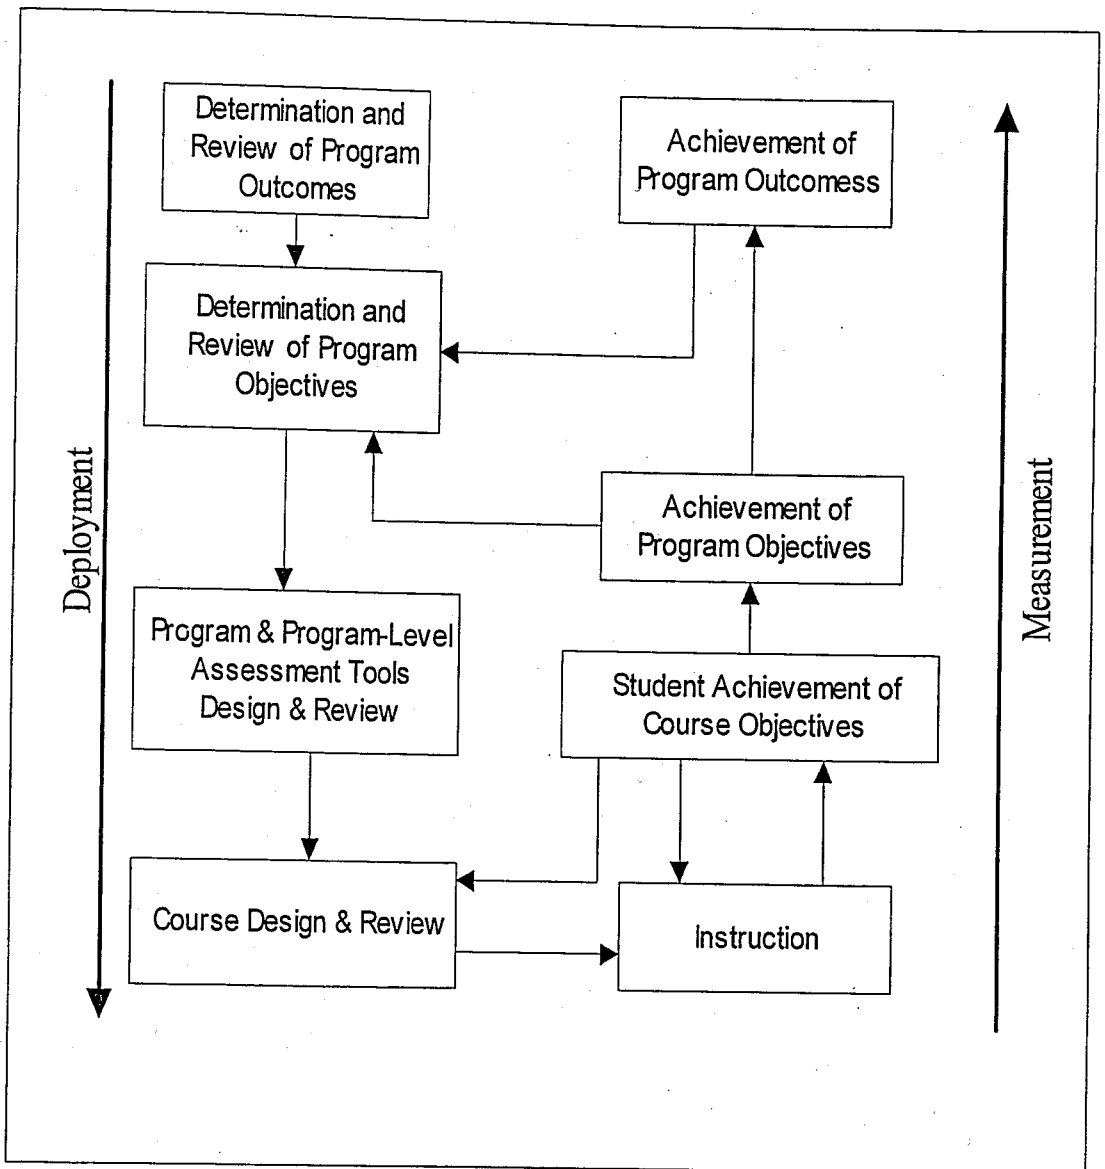 Determination and
Review of Program
Outcomes
Achievement of
Program Outcomess
Determination and
Review of Program
Objectives
Deployment
Achievement of
Program Objectives
Measurement
Program & Program-Level
Assessment Tools
Design & Review
Student Achievement of
Course Objectives
Course Design & Review
Instruction